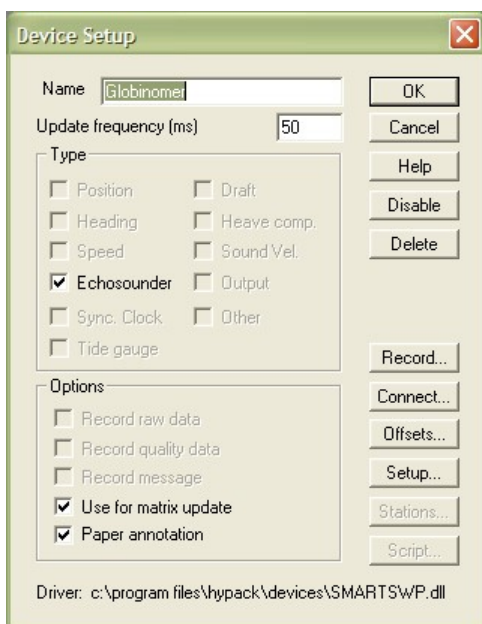 Device Setup
Name Globinomer
OK
Update frequency (ms) 50
Cancel
Type
Help
Position Draft
Disable
Heading Heave comp.
Speed Sound Vel.
Delete
Echosounder Output
Sync. Clock Other
Tide gauge
Record...
Options
Connect...
Record raw data
Offsets...
Record quality data
Record message
Setup...
Use for matrix update
Stations...
Paper annotation
Script...
Driver: c:\program files\hypack\devices\SMARTSWP.dll